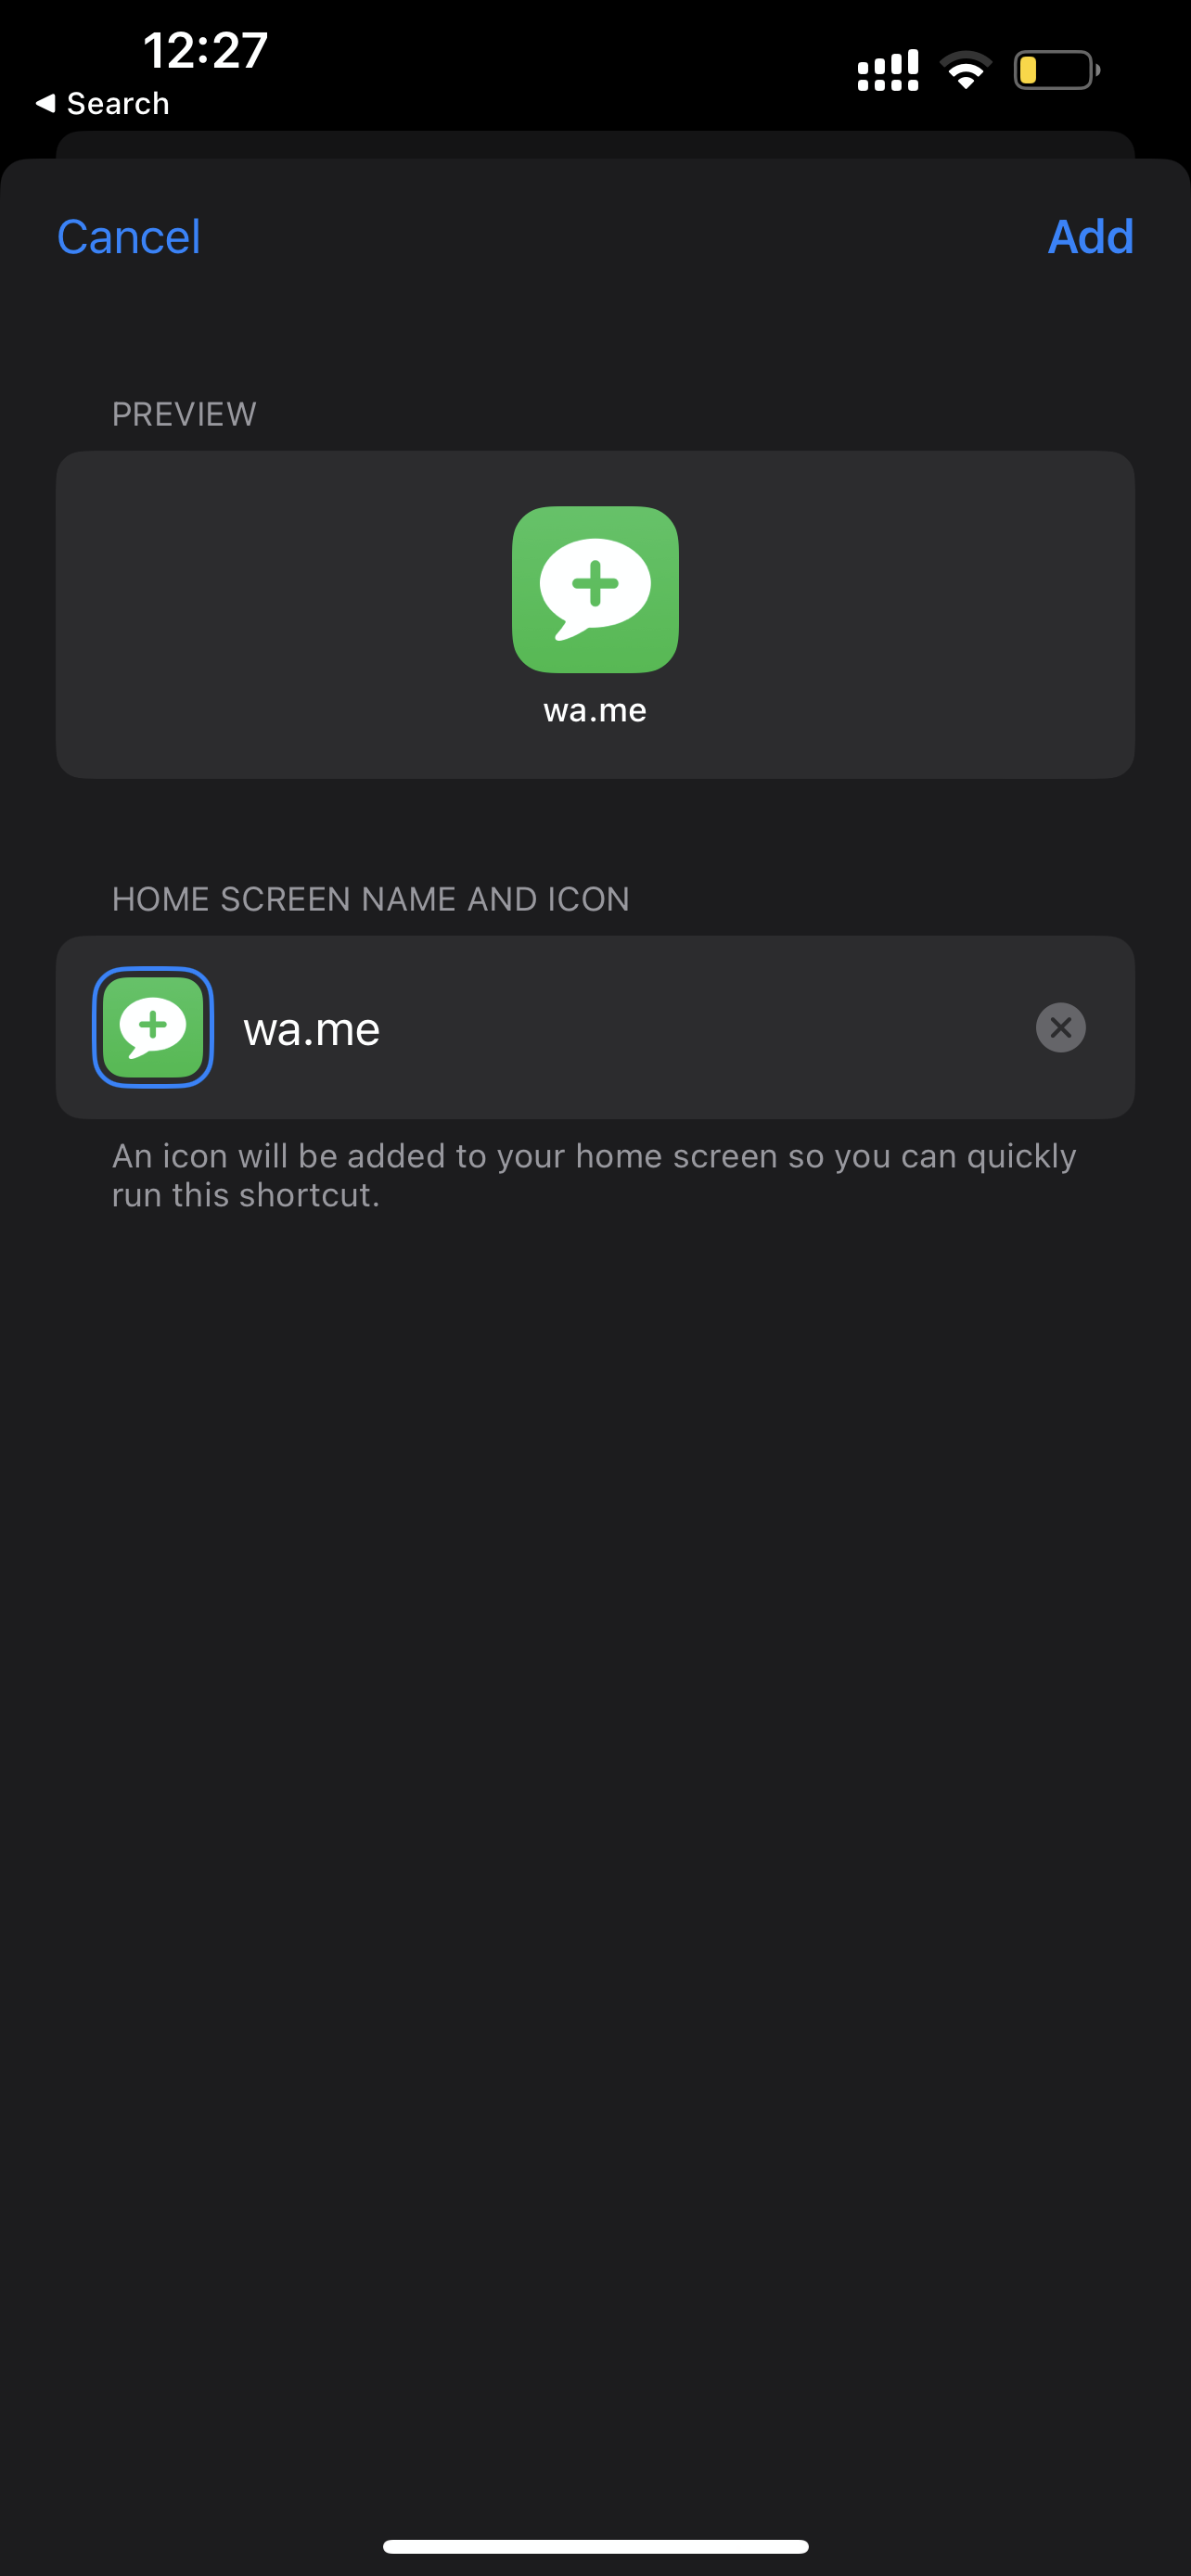 12:27
Search
Cancel
Add
PREVIEW
wa.me
HOME SCREEN NAME AND ICON
wa.me
An icon will be added to your home screen so you can quickly
run this shortcut.